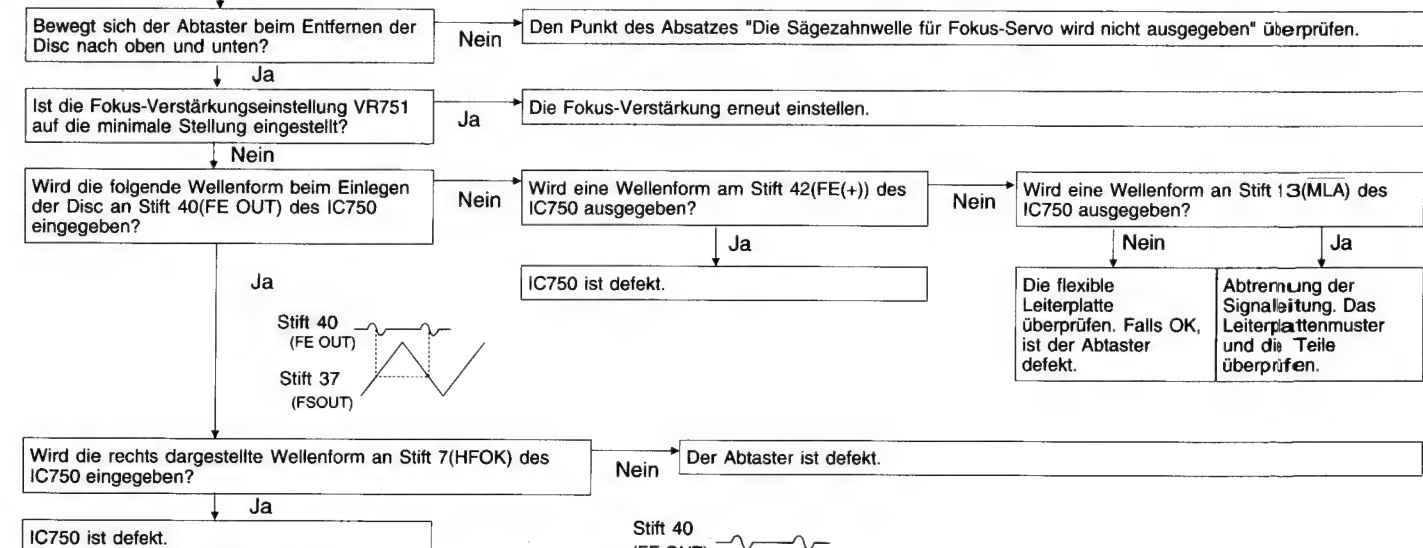 Bewegt sich der Abtaster beim Entfernen der
Disc nach oben und unten?
Nein
Den Punkt des Absatzes "Die Sägezahnwelle für Fokus-Servo wird nicht ausgegeben" überprüfen.
Ja
Ist die Fokus-Verstärkungseinstellung VR751
auf die minimale Stellung eingestellt?
Ja
Die Fokus-Verstärkung erneut einstellen.
Nein
Wird die folgende Wellenform beim Einlegen
der Disc an Stift 40(FE OUT) des IC750
eingegeben?
Nein
Wird eine Wellenform am Stift 42(FE(+)) des
IC750 ausgegeben?
Nein
Wird eine Wellenform an Stift 13(M̅L̅A̅) des
IC750 ausgegeben?
Ja
IC750 ist defekt.
Nein
Die flexible
Leiterplatte
überprüfen. Falls OK,
ist der Abtaster
defekt.
Ja
Abtrennung der
Signalleitung. Das
Leiterplattenmuster
und die Teile
überprüfen.
Ja
Stift 40
(FE OUT)
Stift 37
(FSOUT)
Wird die rechts dargestellte Wellenform an Stift 7(HFOK) des
IC750 eingegeben?
Nein
Der Abtaster ist defekt.
Ja
IC750 ist defekt.
Stift 40
(FE OUT)